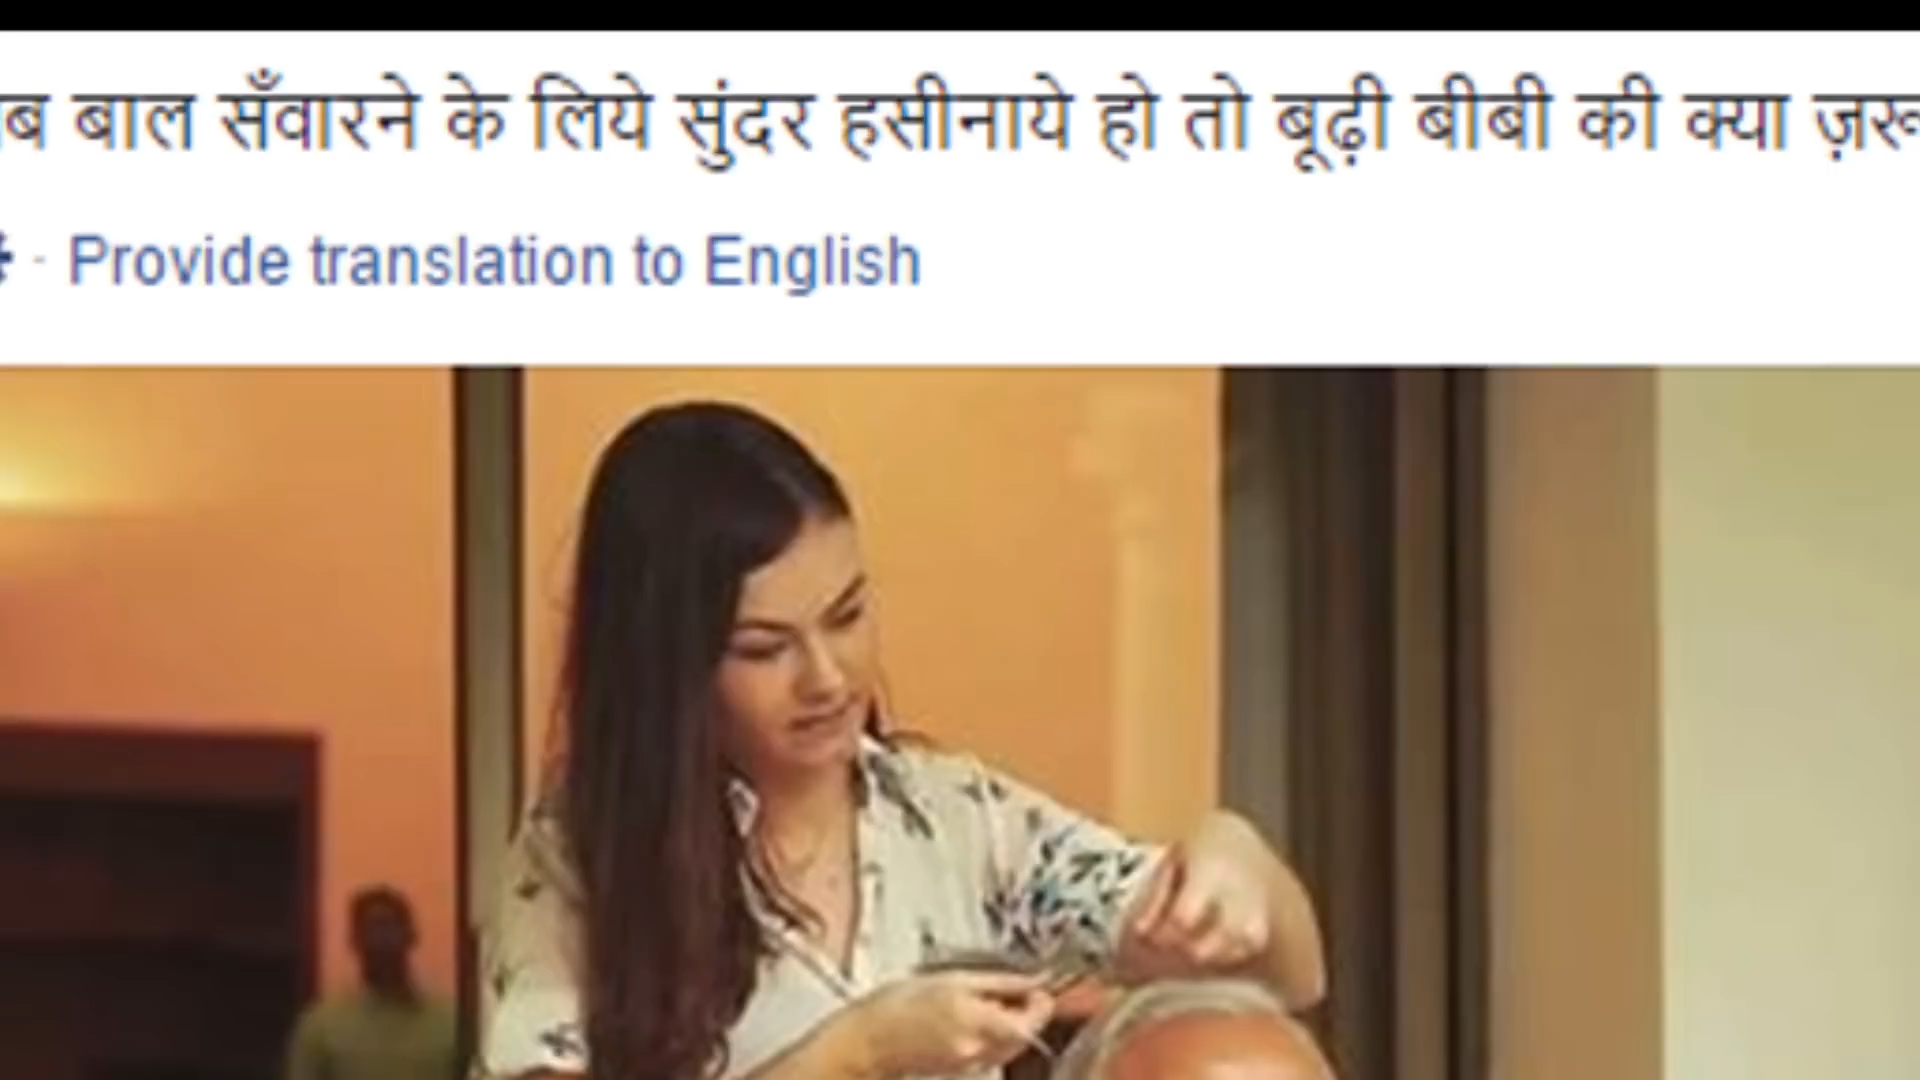 बाल सँवारने के लिये सुंदर हसीनाये हो तो बूढ़ी बीबी की क्या
· Provide translation to English